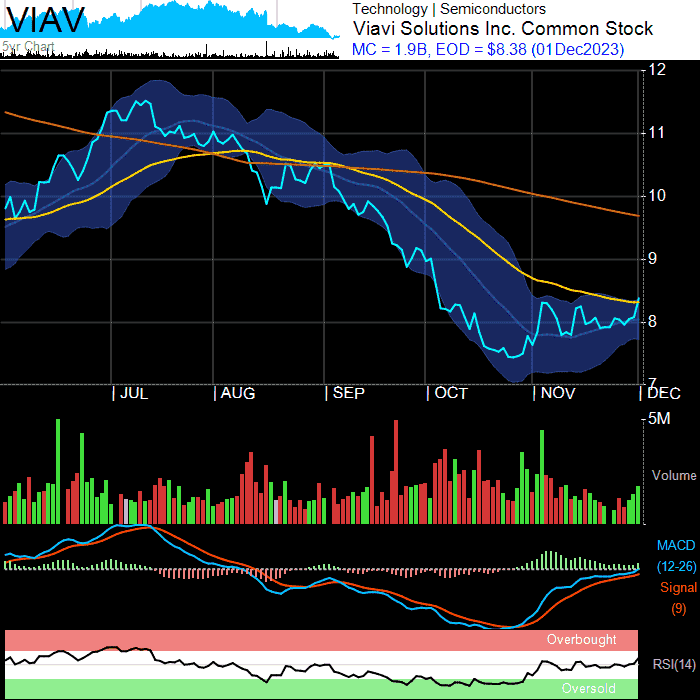 VIAV
5yr Chart
Technology | Semiconductors
Viavi Solutions Inc. Common Stock
MC = 1.9B, EOD = $8.38 (01Dec2023)
12
11
10
9
8
7
JUL AUG SEP OCT NOV DEC
5M
Volume
MACD
(12-26)
Signal
(9)
Overbought
RSI(14)
Oversold